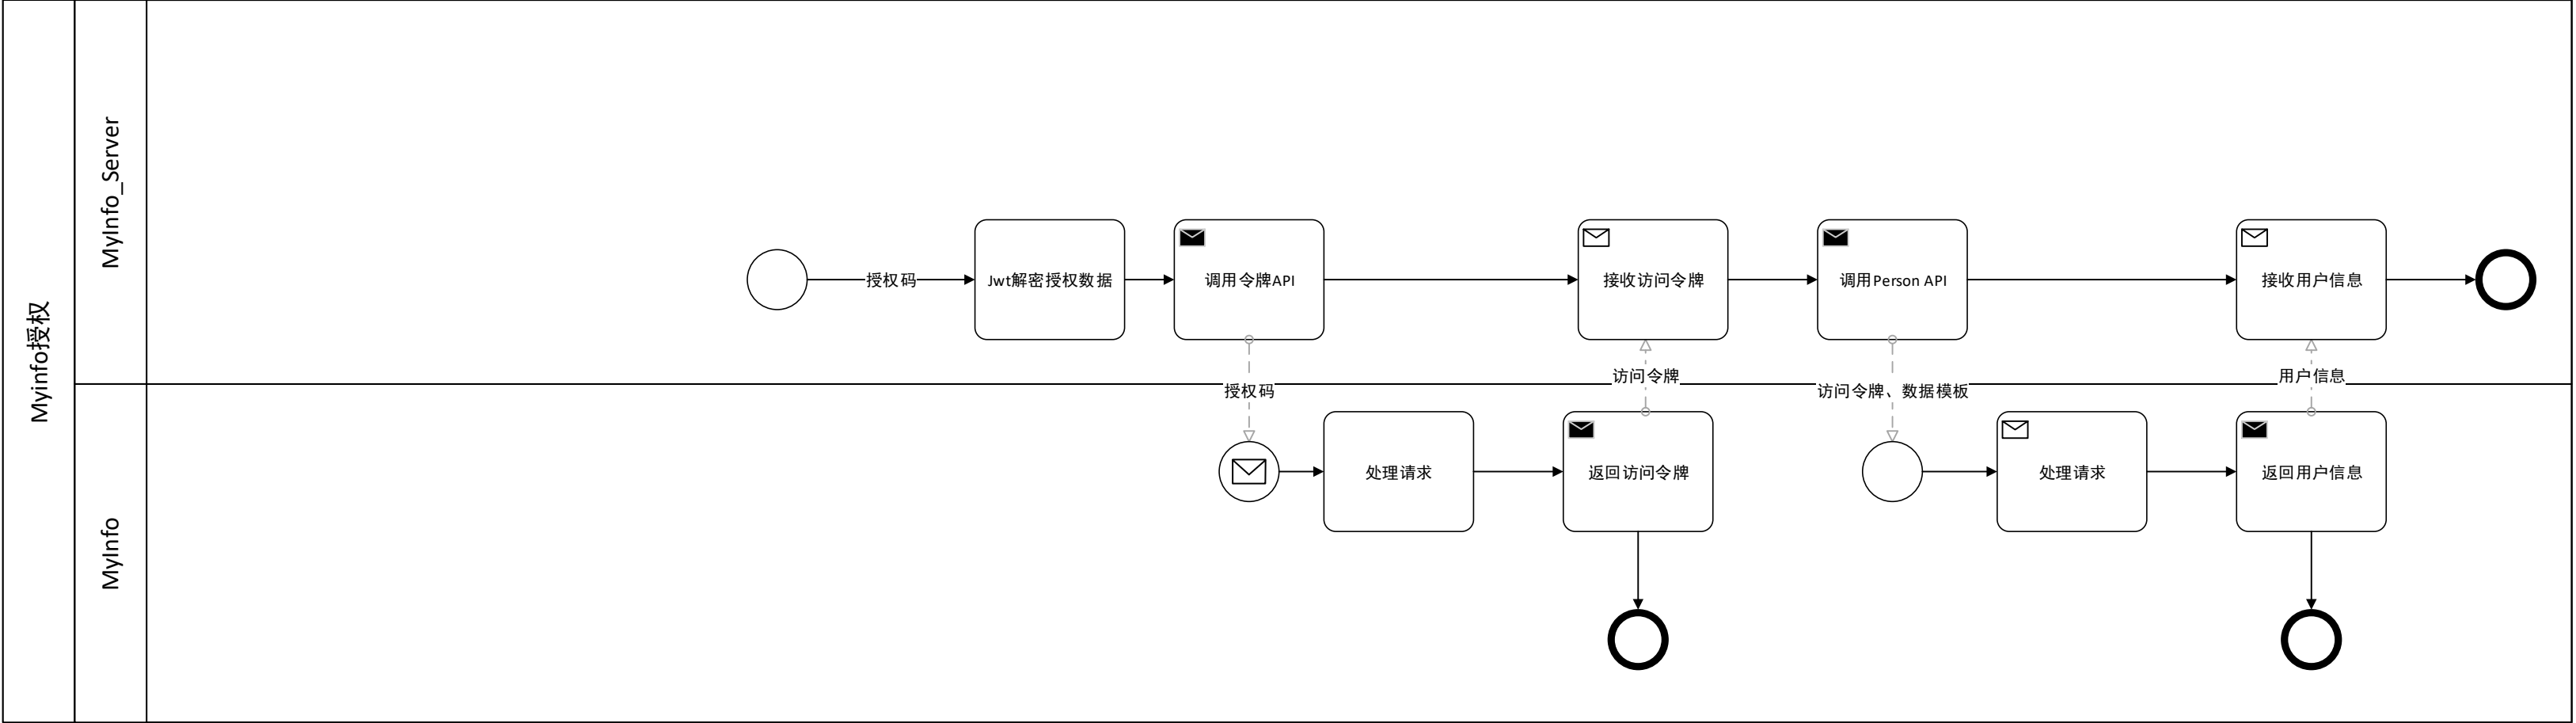 Myinfo授权
MyInfo_Server
授权码
Jwt解密授权数据
调用令牌API
接收访问令牌
调用Person API
接收用户信息
授权码
访问令牌
访问令牌、数据模板
用户信息
MyInfo
处理请求
返回访问令牌
处理请求
返回用户信息